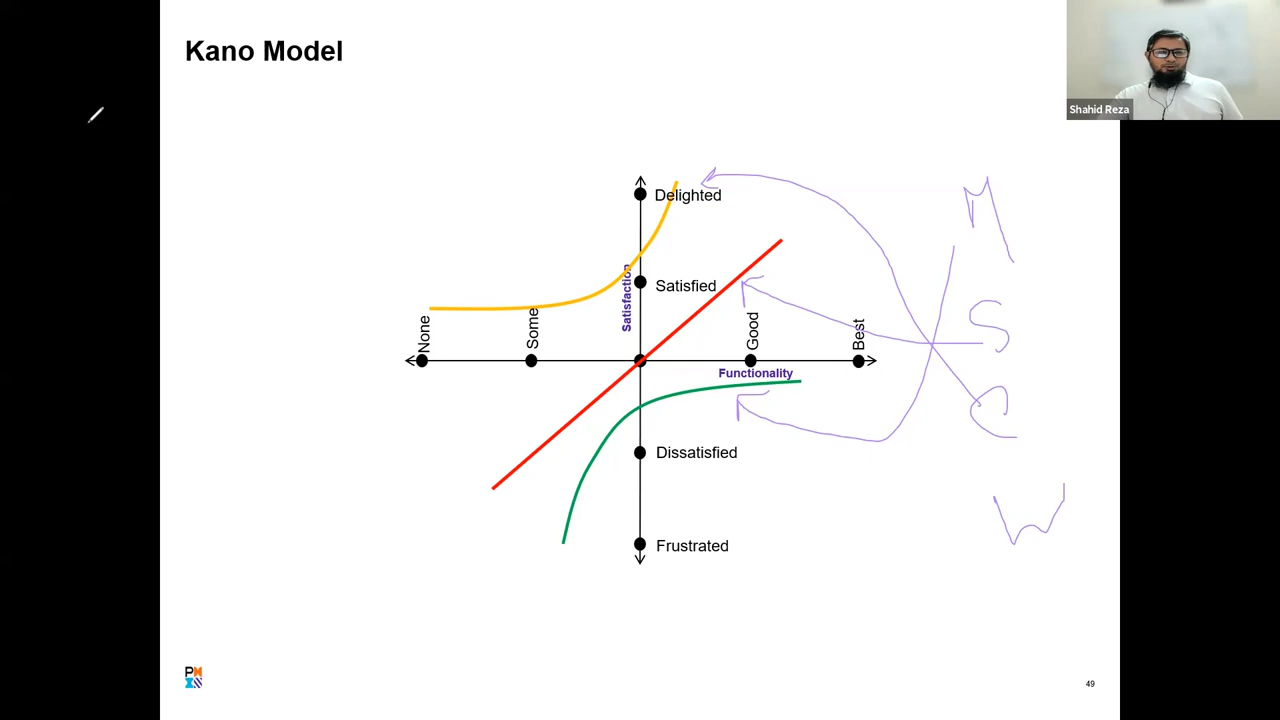 Kano Model
Shahid Reza
Delighted
Satisfied
Satisfaction
None
Some
Good
Best
Functionality
Dissatisfied
Frustrated
M
S
C
W
49